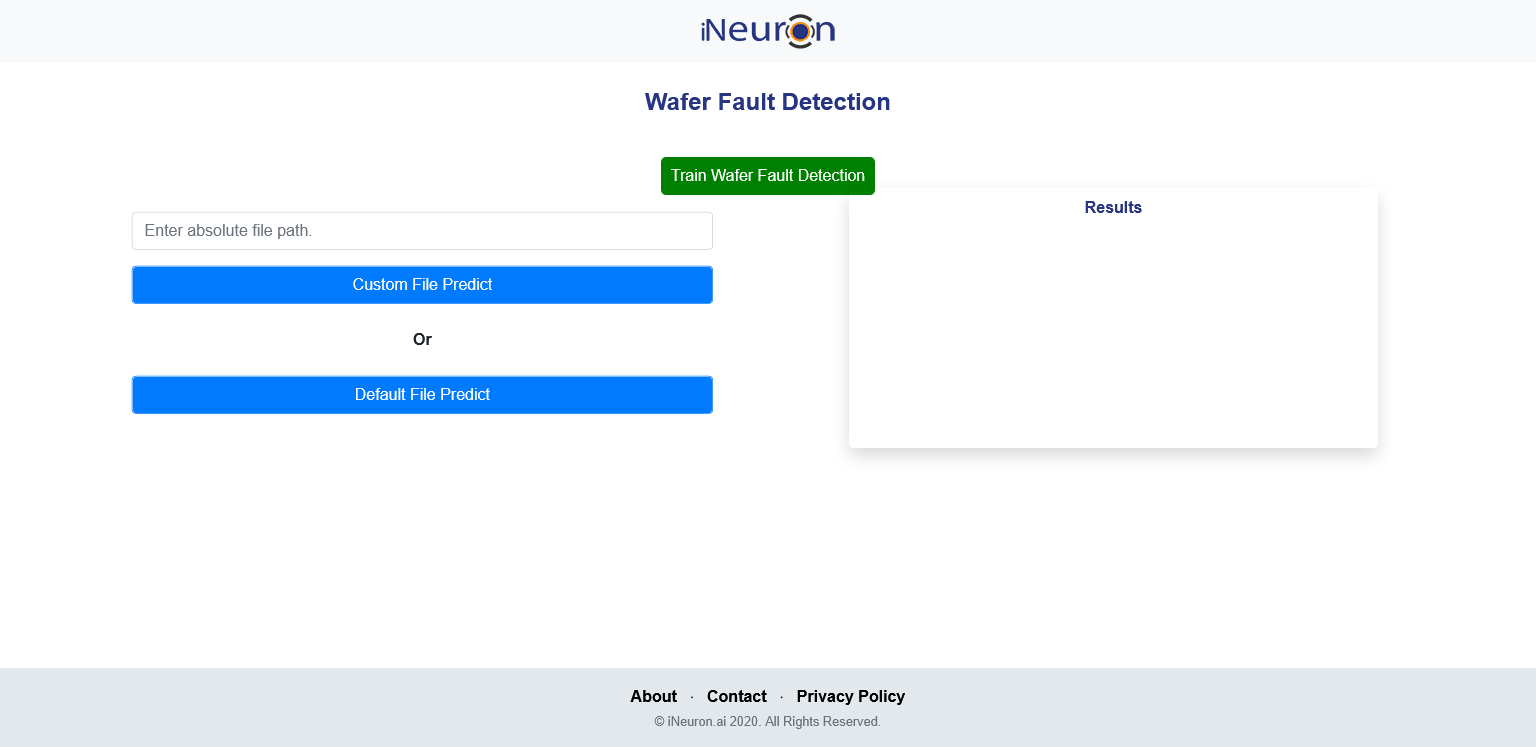 iNeuron
Wafer Fault Detection
Train Wafer Fault Detection
Enter absolute file path.
Custom File Predict
Or
Default File Predict
Results
About · Contact · Privacy Policy
© iNeuron.ai 2020. All Rights Reserved.